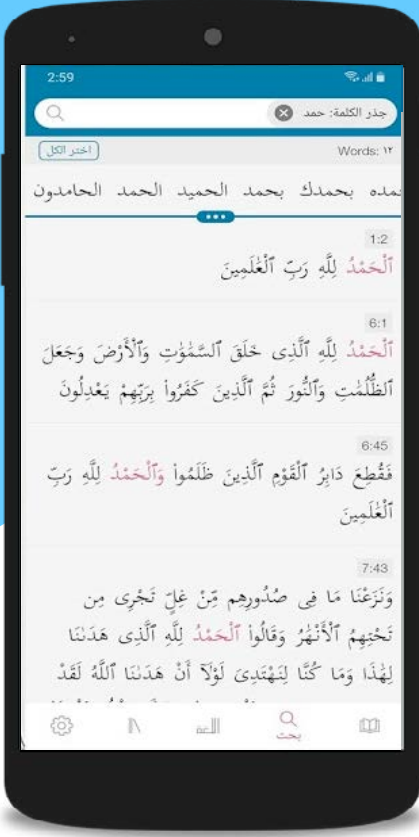 2:59
جذر الكلمة: حمد
اختر الكل
Words: ١٢
حمده بحمدك بحمد الحميد الحمد الحامدون
1:2
ٱلْحَمْدُ لِلَّهِ رَبِّ ٱلْعَٰلَمِينَ
6:1
ٱلْحَمْدُ لِلَّهِ ٱلَّذِى خَلَقَ ٱلسَّمَٰوَٰتِ وَٱلْأَرْضَ وَجَعَلَ
ٱلظُّلُمَٰتِ وَٱلنُّورَ ثُمَّ ٱلَّذِينَ كَفَرُوا۟ بِرَبِّهِمْ يَعْدِلُونَ
6:45
فَقُطِعَ دَابِرُ ٱلْقَوْمِ ٱلَّذِينَ ظَلَمُوا۟ وَٱلْحَمْدُ لِلَّهِ رَبِّ
ٱلْعَٰلَمِينَ
7:43
وَنَزَعْنَا مَا فِى صُدُورِهِم مِّنْ غِلٍّ تَجْرِى مِن
تَحْتِهِمُ ٱلْأَنْهَٰرُ وَقَالُوا۟ ٱلْحَمْدُ لِلَّهِ ٱلَّذِى هَدَىٰنَا
لِهَٰذَا وَمَا كُنَّا لِنَهْتَدِىَ لَوْلَآ أَنْ هَدَىٰنَا ٱللَّهُ لَقَدْ
بحث